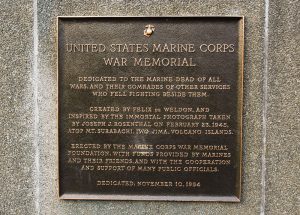 UNITED STATES MARINE CORPS
WAR MEMORIAL
DEDICATED TO THE MARINE DEAD OF ALL
WARS, AND THEIR COMRADES OF OTHER SERVICES
WHO FELL FIGHTING BESIDE THEM.
CREATED BY FELIX DE WELDON, AND
INSPIRED BY THE IMMORTAL PHOTOGRAPH TAKEN
BY JOSEPH J. ROSENTHAL ON FEBRUARY 23, 1945,
ATOP MT. SURABACHI, IWO JIMA, VOLCANO ISLANDS.
ERECTED BY THE MARINE CORPS WAR MEMORIAL
FOUNDATION, WITH FUNDS PROVIDED BY MARINES
AND THEIR FRIENDS, AND WITH THE COOPERATION
AND SUPPORT OF MANY PUBLIC OFFICIALS.
DEDICATED, NOVEMBER 10, 1954